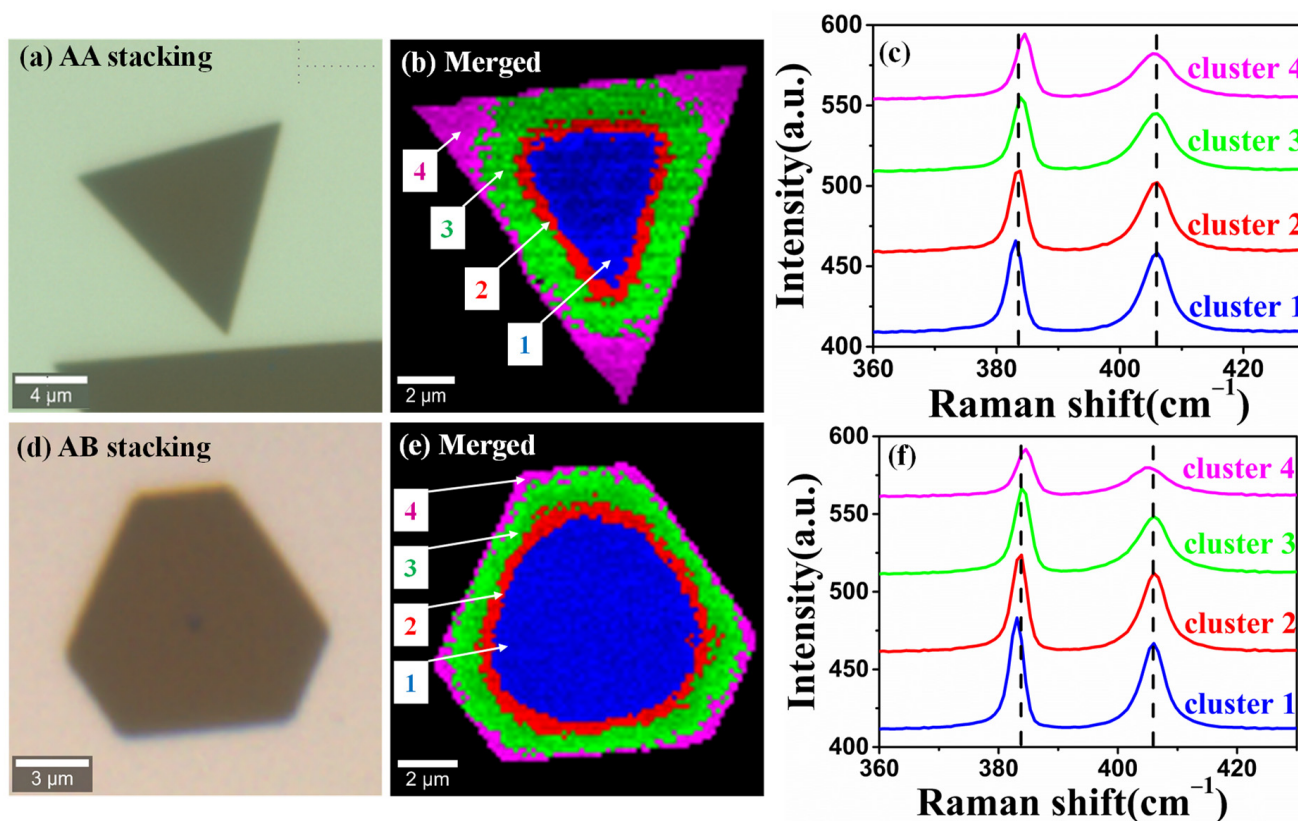 (a) AA stacking
4 μm
(b) Merged
4
3
2
1
2 μm
(c)
cluster 4
cluster 3
cluster 2
cluster 1
600
550
500
450
400
Intensity(a.u.)
360
380
400
420
Raman shift(cm⁻¹)
(d) AB stacking
3 μm
(e) Merged
4
3
2
1
2 μm
(f)
cluster 4
cluster 3
cluster 2
cluster 1
600
550
500
450
400
Intensity(a.u.)
360
380
400
420
Raman shift(cm⁻¹)